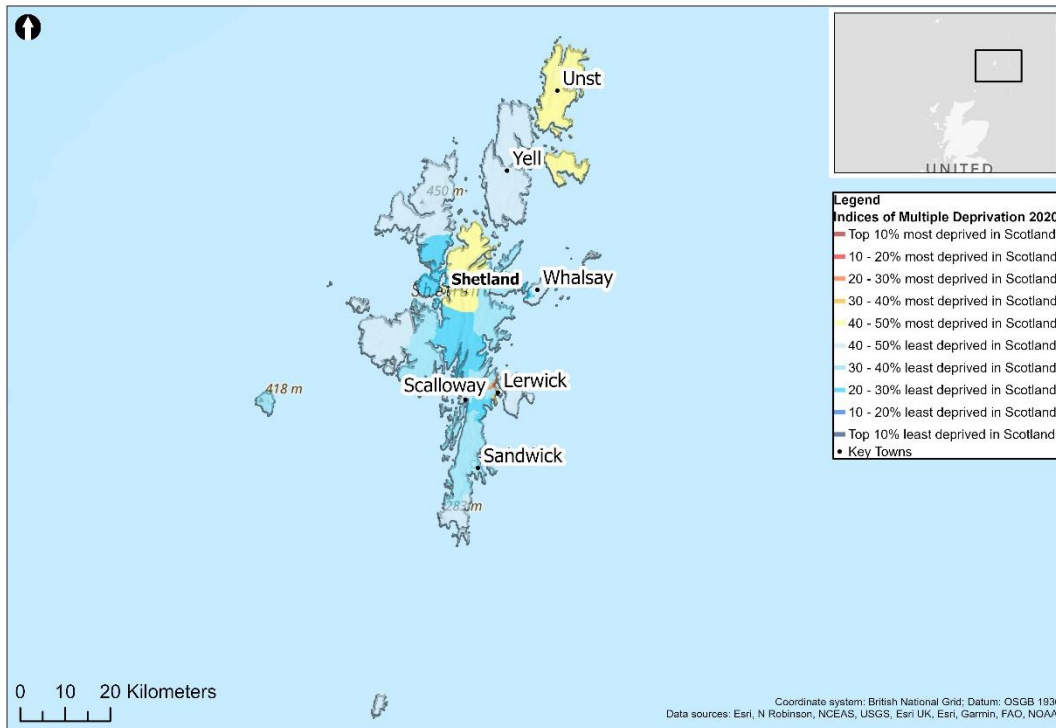 Unst
Yell
450 m
Shetland
Whalsay
Scalloway
Lerwick
418 m
Sandwick
283 m
UNITED
Legend
Indices of Multiple Deprivation 2020
Top 10% most deprived in Scotland
10 - 20% most deprived in Scotland
20 - 30% most deprived in Scotland
30 - 40% most deprived in Scotland
40 - 50% most deprived in Scotland
40 - 50% least deprived in Scotland
30 - 40% least deprived in Scotland
20 - 30% least deprived in Scotland
10 - 20% least deprived in Scotland
Top 10% least deprived in Scotland
Key Towns
0 10 20 Kilometers
Coordinate system: British National Grid; Datum: OSGB 1936
Data sources: Esri, N Robinson, NCEAS, USGS, Esri UK, Esri, Garmin, FAO, NOAA